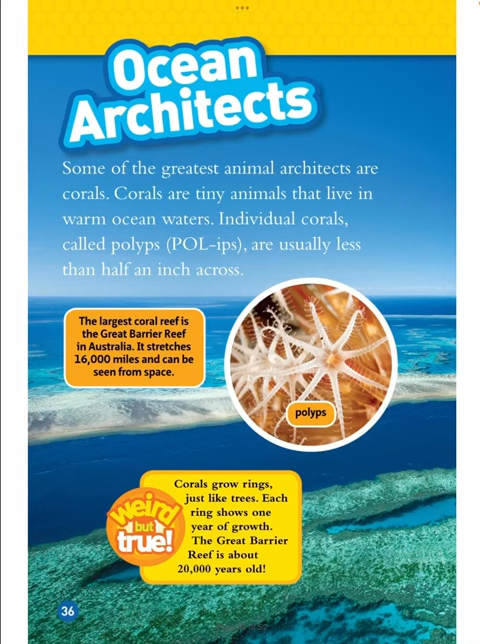 Ocean
Architects
Some of the greatest animal architects are
corals. Corals are tiny animals that live in
warm ocean waters. Individual corals,
called polyps (POL-ips), are usually less
than half an inch across.
The largest coral reef is
the Great Barrier Reef
in Australia. It stretches
16,000 miles and can be
seen from space.
polyps
weird
but
true!
Corals grow rings,
just like trees. Each
ring shows one
year of growth.
The Great Barrier
Reef is about
20,000 years old!
36